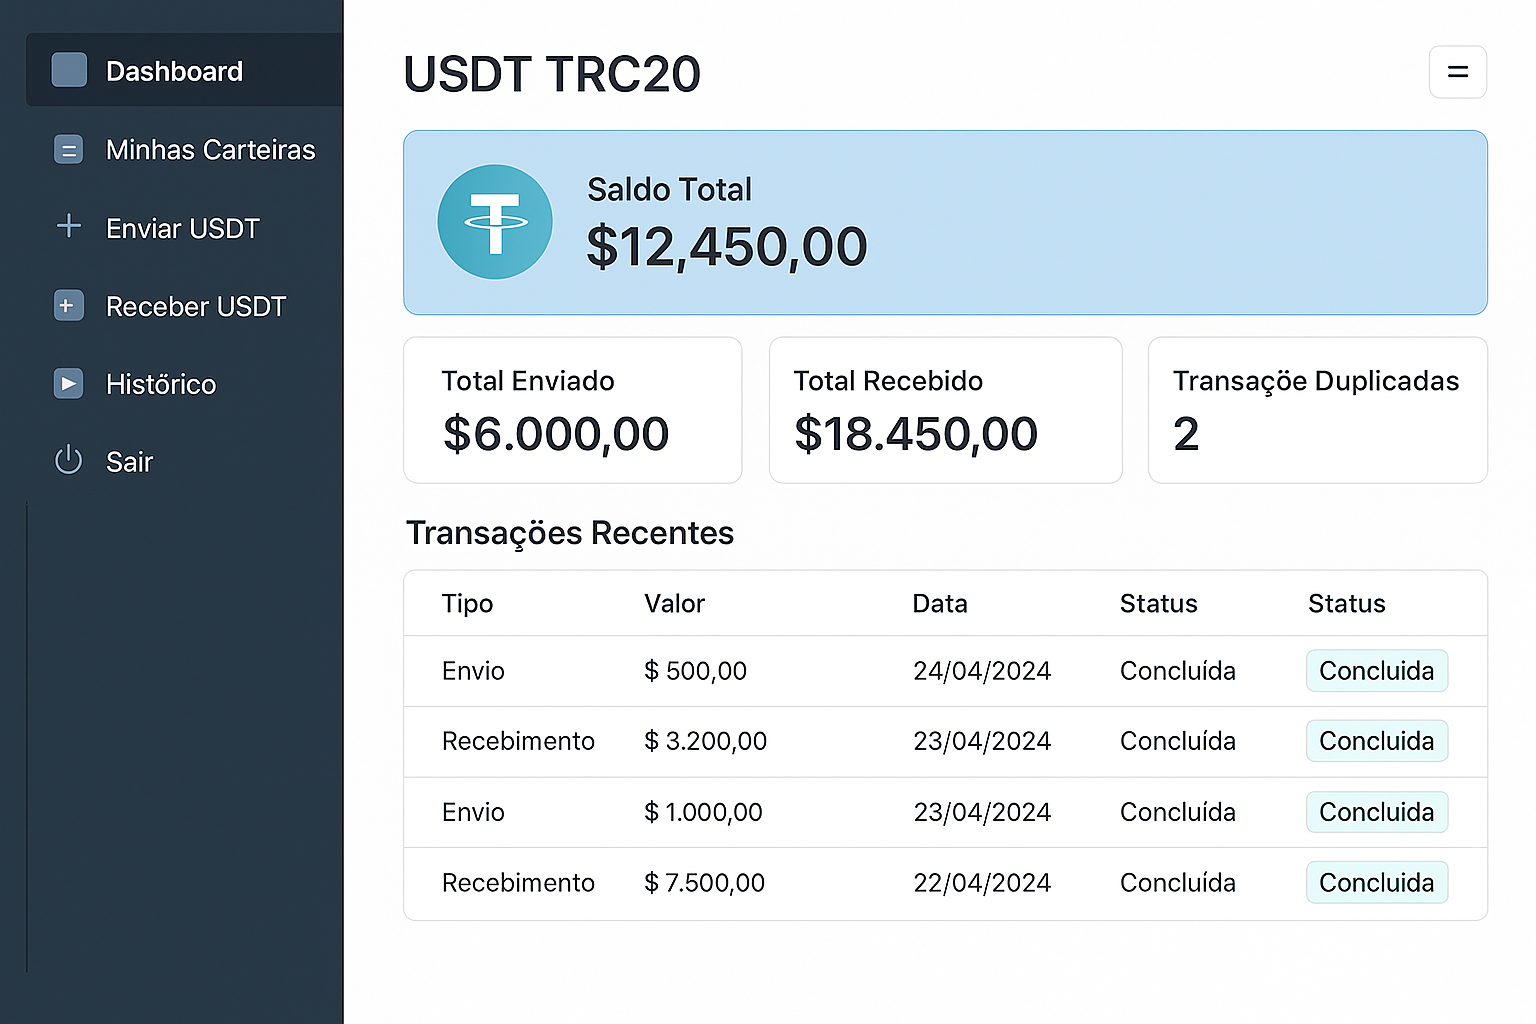 Dashboard
Minhas Carteiras
Enviar USDT
Receber USDT
Histőrico
Sair
USDT TRC20
Saldo Total
$12,450,00
Total Enviado
$6.000,00
Total Recebido
$18.450,00
Transaçöe Duplicadas
2
Transaçöes Recentes
Tipo Valor Data Status Status
Envio $ 500,00 24/04/2024 Concluída Concluida
Recebimento $ 3.200,00 23/04/2024 Concluída Concluida
Envio $ 1.000,00 23/04/2024 Concluída Concluida
Recebimento $ 7.500,00 22/04/2024 Concluída Concluida